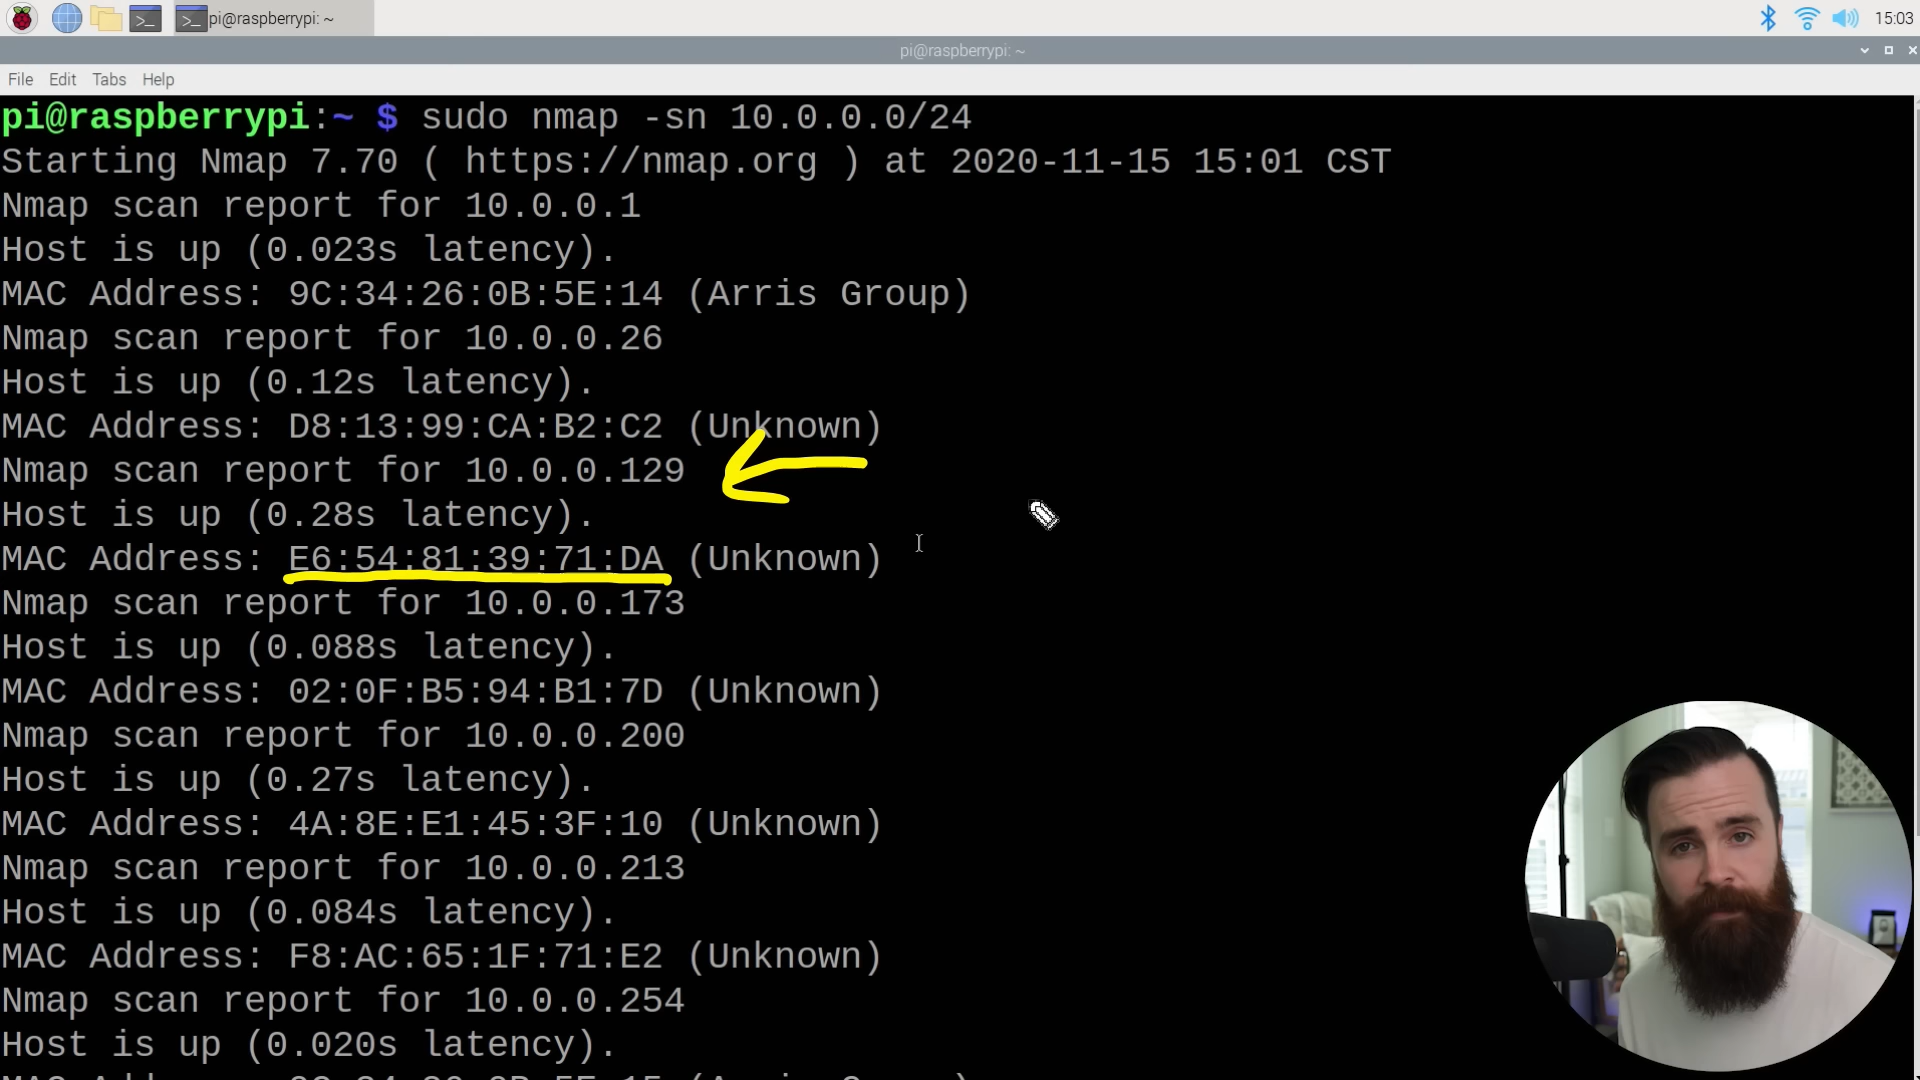 pi@raspberrypi: ~
15:03
pi@raspberrypi: ~
File Edit Tabs Help
pi@raspberrypi:~ $ sudo nmap -sn 10.0.0.0/24
Starting Nmap 7.70 ( https://nmap.org ) at 2020-11-15 15:01 CST
Nmap scan report for 10.0.0.1
Host is up (0.023s latency).
MAC Address: 9C:34:26:0B:5E:14 (Arris Group)
Nmap scan report for 10.0.0.26
Host is up (0.12s latency).
MAC Address: D8:13:99:CA:B2:C2 (Unknown)
Nmap scan report for 10.0.0.129
Host is up (0.28s latency).
MAC Address: E6:54:81:39:71:DA (Unknown)
Nmap scan report for 10.0.0.173
Host is up (0.088s latency).
MAC Address: 02:0F:B5:94:B1:7D (Unknown)
Nmap scan report for 10.0.0.200
Host is up (0.27s latency).
MAC Address: 4A:8E:E1:45:3F:10 (Unknown)
Nmap scan report for 10.0.0.213
Host is up (0.084s latency).
MAC Address: F8:AC:65:1F:71:E2 (Unknown)
Nmap scan report for 10.0.0.254
Host is up (0.020s latency).